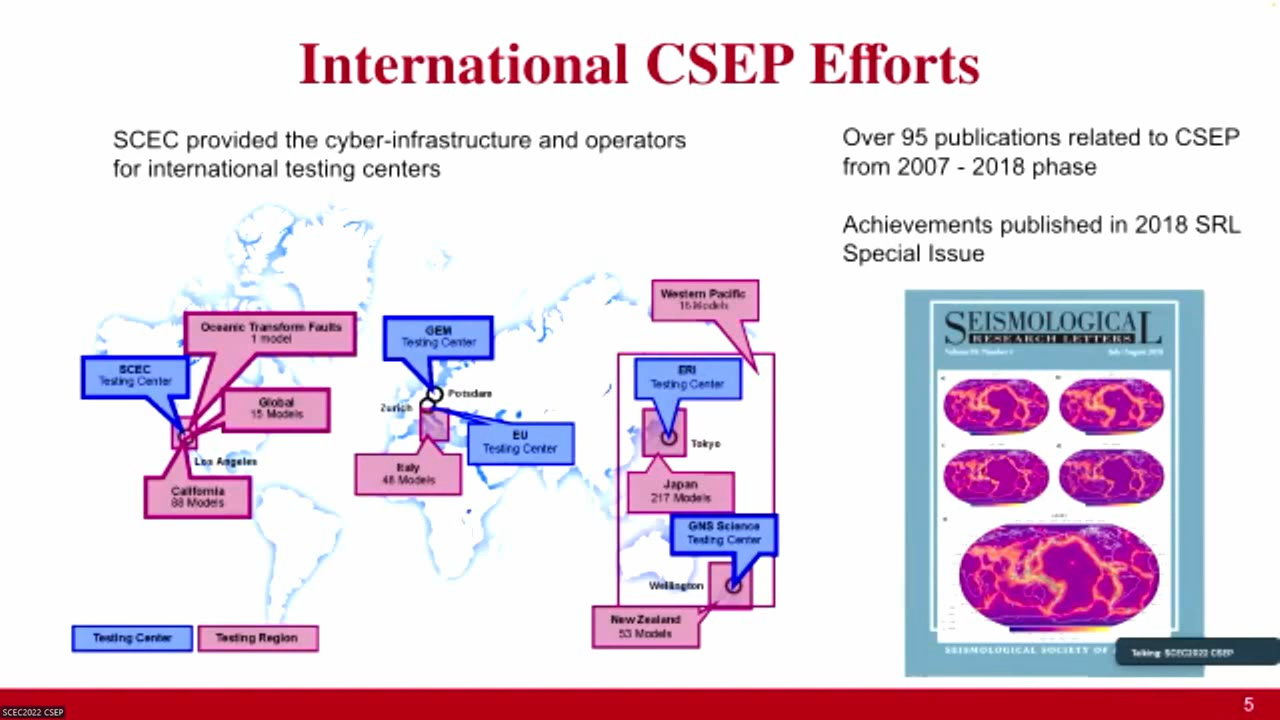 International CSEP Efforts
SCEC provided the cyber-infrastructure and operators
for international testing centers
Over 95 publications related to CSEP
from 2007 - 2018 phase
Achievements published in 2018 SRL
Special Issue
Western Pacific
16 Models
Oceanic Transform Faults
1 model
GEM
Testing Center
SCEC
Testing Center
ERI
Testing Center
Global
15 Models
Potsdam
Zurich
EU
Testing Center
Tokyo
Los Angeles
Italy
48 Models
California
88 Models
Japan
217 Models
GNS Science
Testing Center
Wellington
New Zealand
53 Models
Testing Center
Testing Region
SEISMOLOGICAL
RESEARCH LETTERS
SEISMOLOGICAL SOCIETY OF
Talking: SCEC2022 CSEP
5
SCEC2022 CSEP